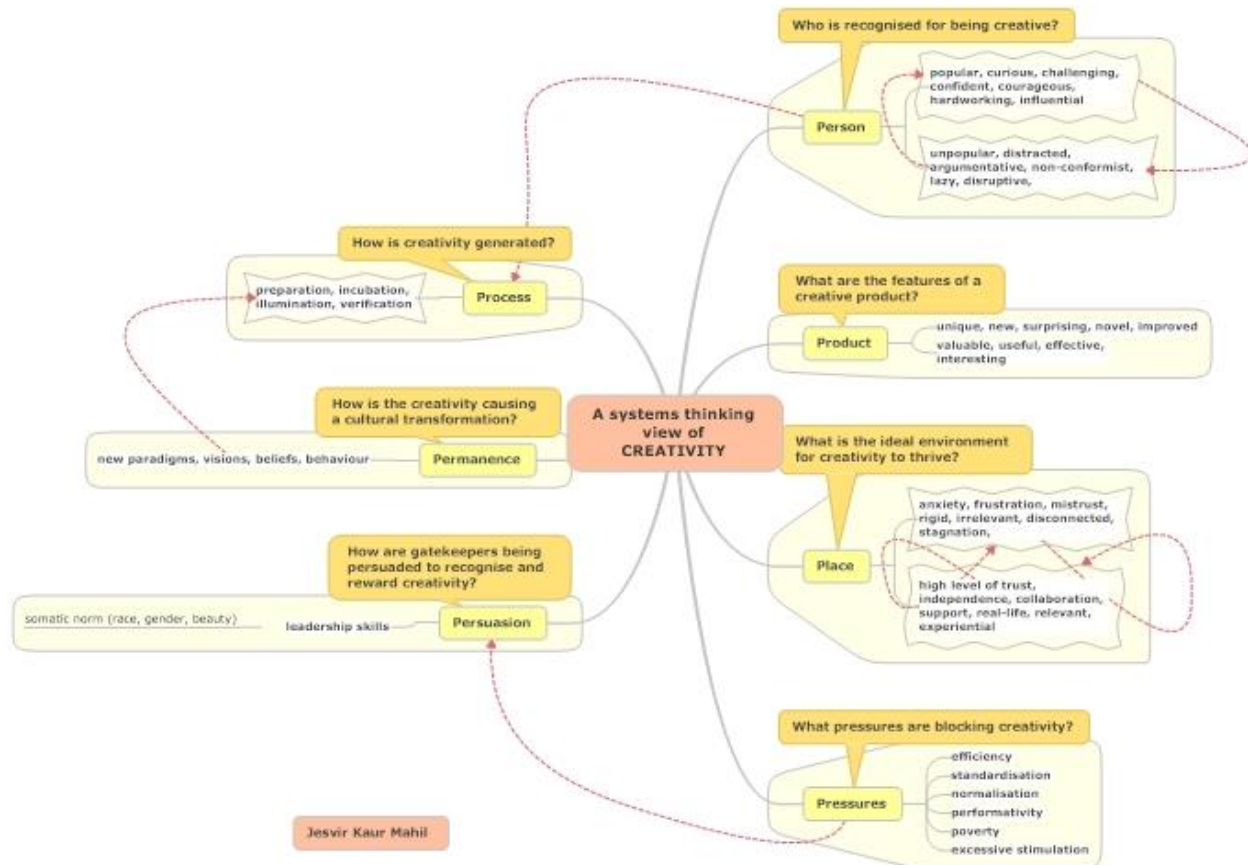 Who is recognised for being creative?
popular, curious, challenging,
confident, courageous,
hardworking, influential
Person
unpopular, distracted,
argumentative, non-conformist,
lazy, disruptive,
How is creativity generated?
preparation, incubation,
illumination, verification
Process
What are the features of a
creative product?
Product
unique, new, surprising, novel, improved
valuable, useful, effective,
interesting
A systems thinking
view of
CREATIVITY
How is the creativity causing
a cultural transformation?
new paradigms, visions, beliefs, behaviour
Permanence
What is the ideal environment
for creativity to thrive?
anxiety, frustration, mistrust,
rigid, irrelevant, disconnected,
stagnation,
Place
high level of trust,
independence, collaboration,
support, real-life, relevant,
experiential
How are gatekeepers being
persuaded to recognise and
reward creativity?
somatic norm (race, gender, beauty)
leadership skills
Persuasion
What pressures are blocking creativity?
Pressures
efficiency
standardisation
normalisation
performativity
poverty
excessive stimulation
Jesvir Kaur Mahil